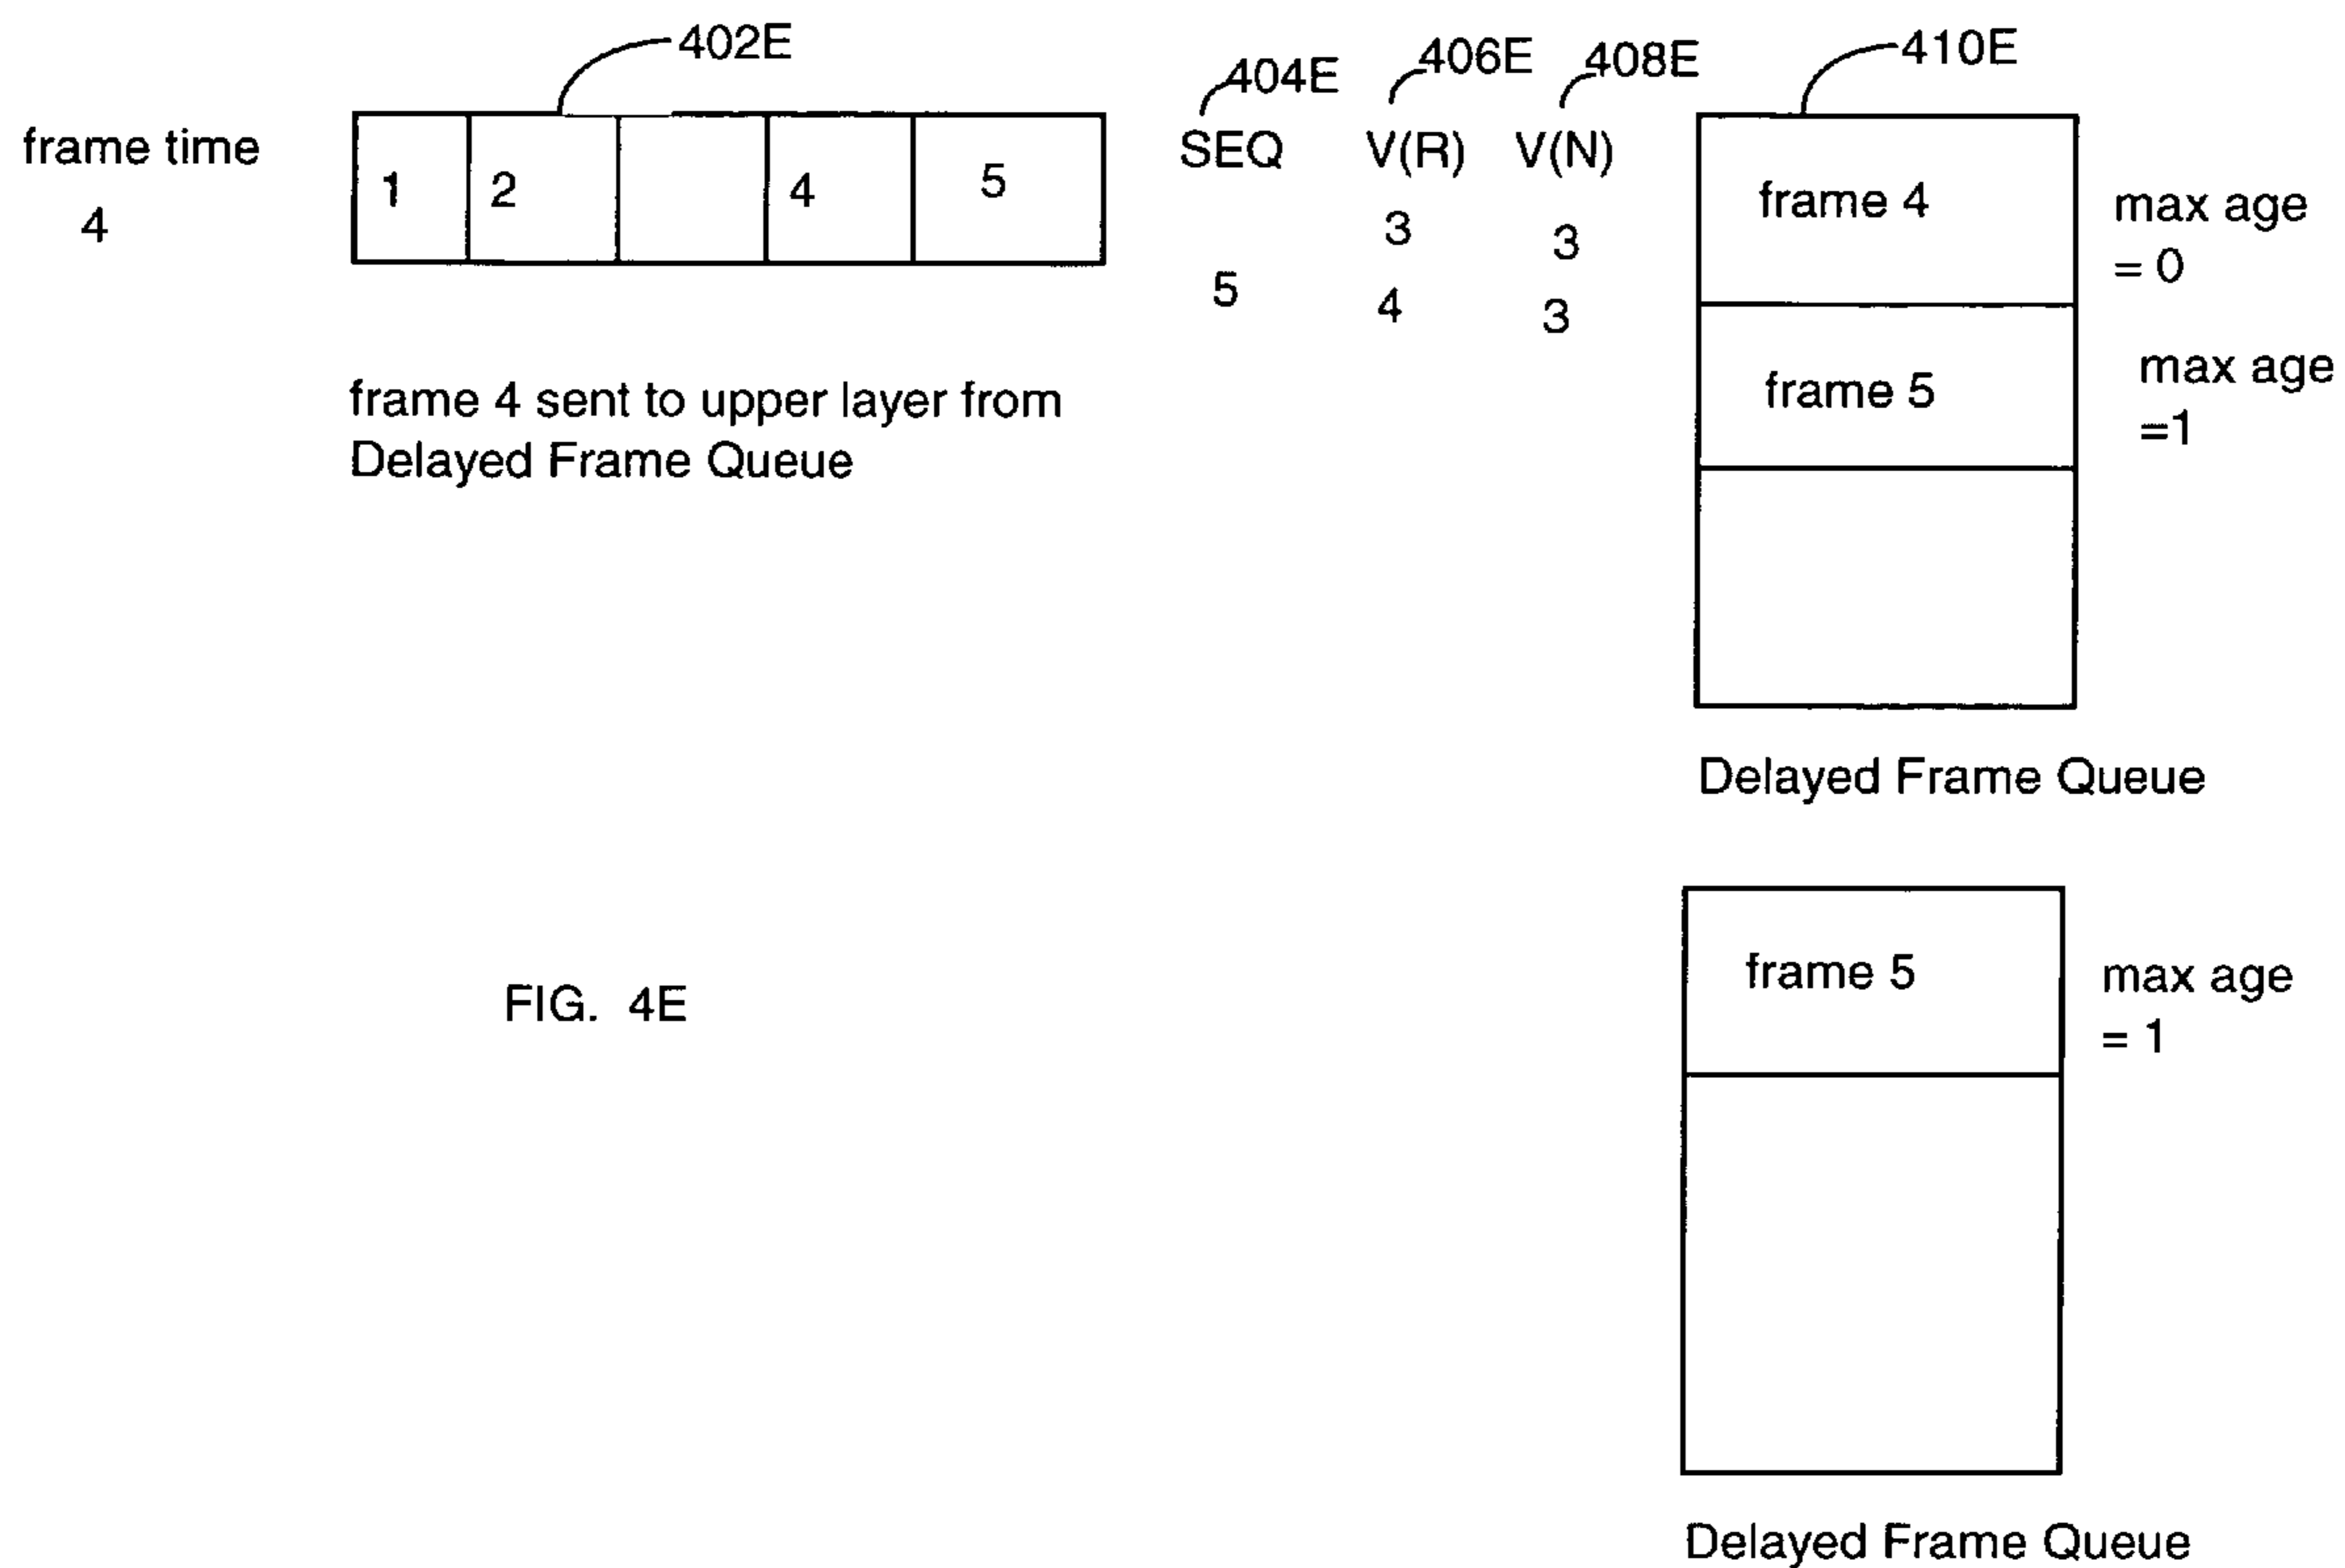 402E
404E
406E
408E
410E
frame time
4
1 2 4 5
SEQ V(R) V(N)
3 3
5 4 3
frame 4
max age
= 0
frame 5
max age
=1
frame 4 sent to upper layer from
Delayed Frame Queue
Delayed Frame Queue
frame 5
max age
= 1
FIG. 4E
Delayed Frame Queue